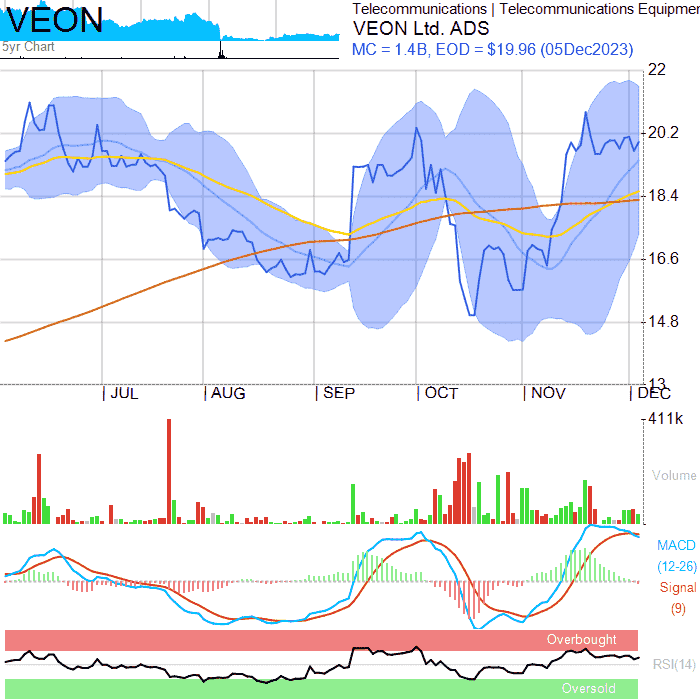 VEON
5yr Chart
Telecommunications | Telecommunications Equipmen
VEON Ltd. ADS
MC = 1.4B, EOD = $19.96 (05Dec2023)
22
20.2
18.4
16.6
14.8
13
| JUL | AUG | SEP | OCT | NOV | DEC
411k
Volume
MACD
(12-26)
Signal
(9)
Overbought
RSI(14)
Oversold